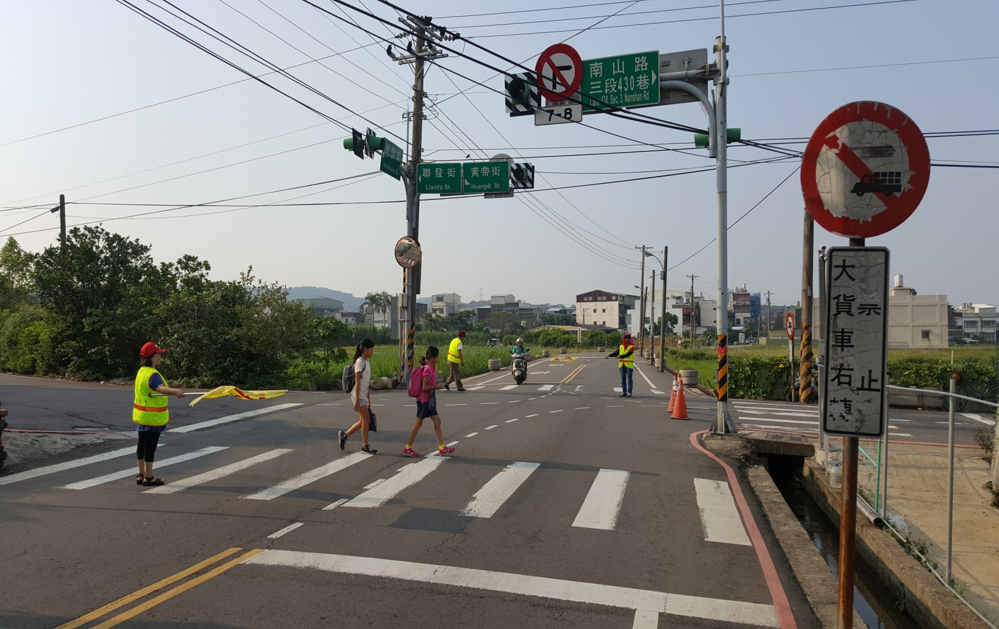 南山路
三段430巷
Lane 430, Sec. 3, Nanshan Rd.
7-8
聯發街
Lianfa St.
黃帝街
Huangdi St.
大貨車右轉
示止